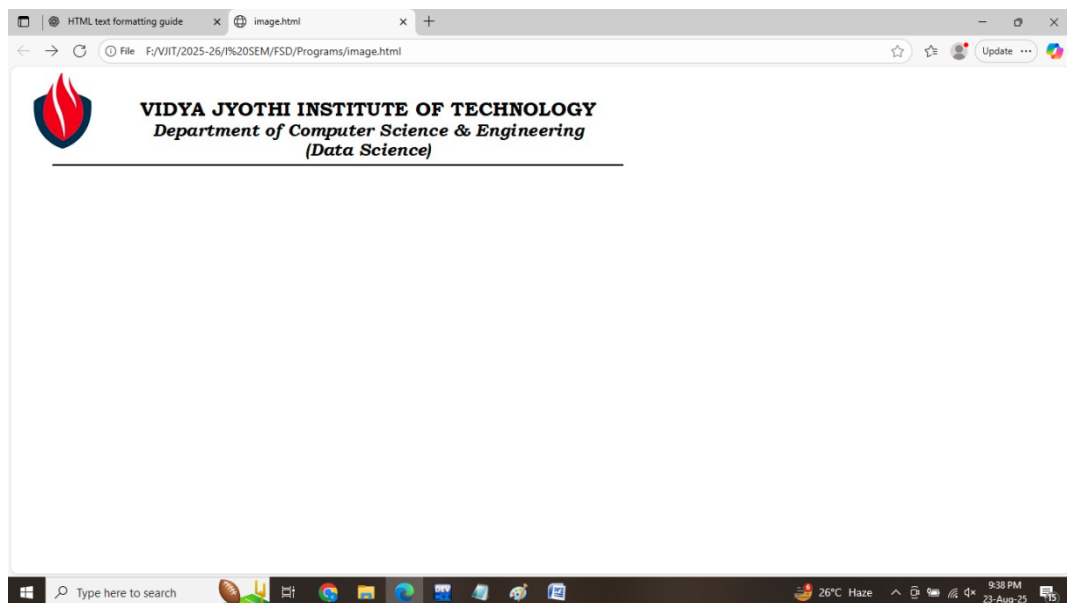 HTML text formatting guide
image.html
File F:/VJIT/2025-26/I%20SEM/FSD/Programs/image.html
Update
VIDYA JYOTHI INSTITUTE OF TECHNOLOGY
Department of Computer Science & Engineering
(Data Science)
Type here to search
DEV
26°C Haze
9:38 PM
23-Aug-25
15